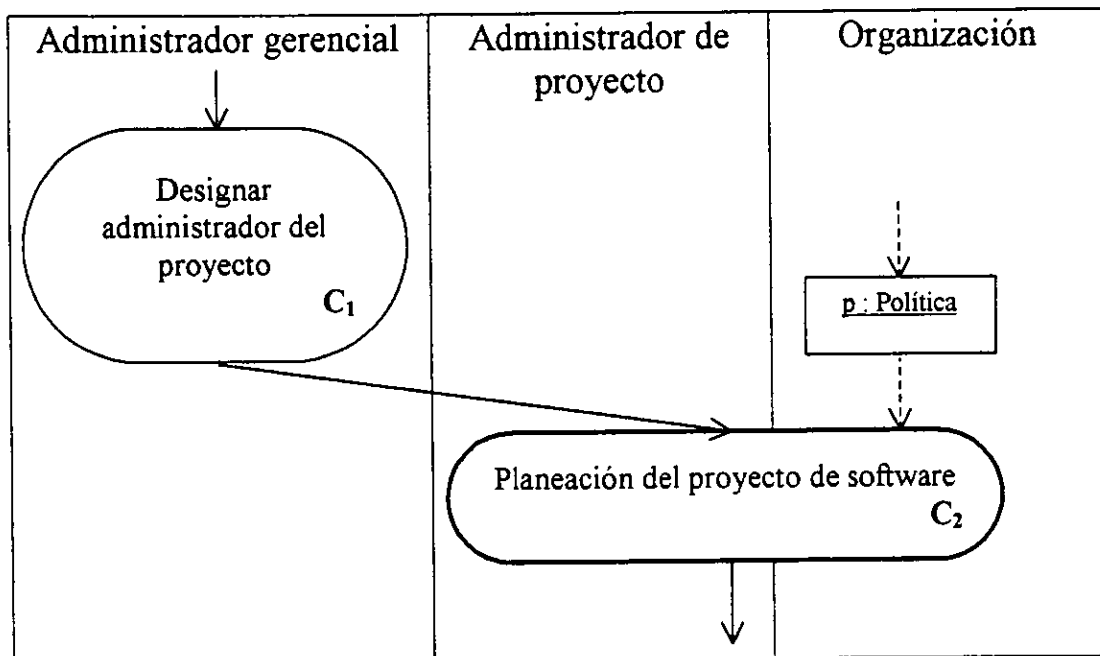 Administrador gerencial
Administrador de
proyecto
Organización
Designar
administrador del
proyecto
C₁
p : Política
Planeación del proyecto de software
C₂